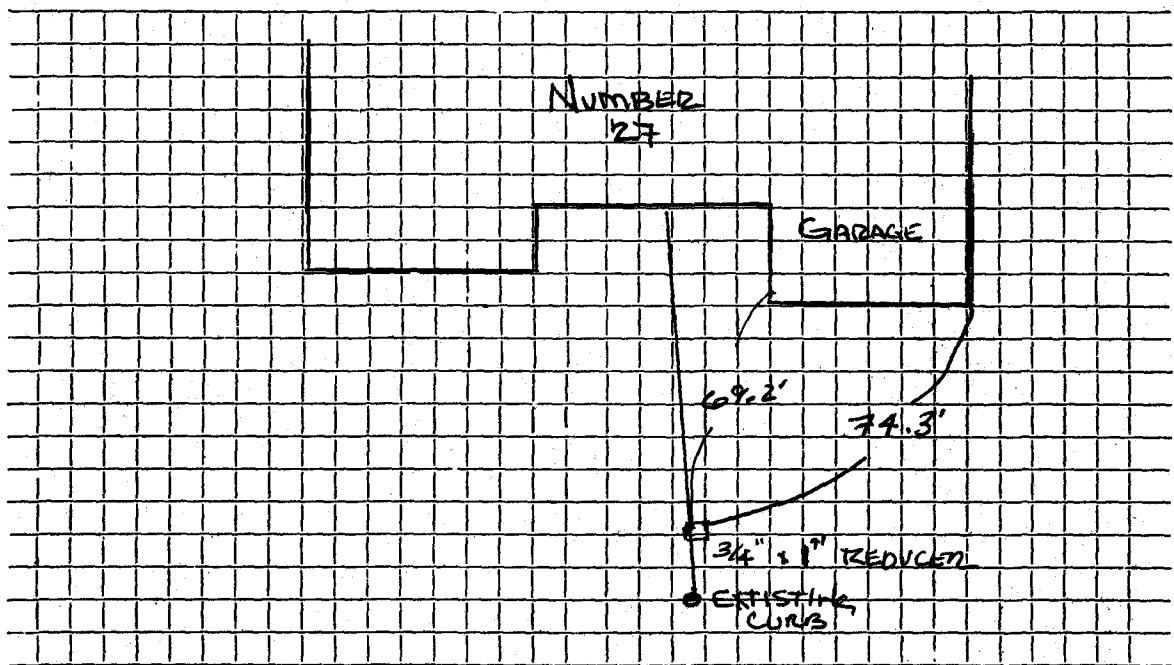 NUMBER
27
GARAGE
69.2'
74.3'
3/4" x 1" REDUCER
EXISTING
CURB